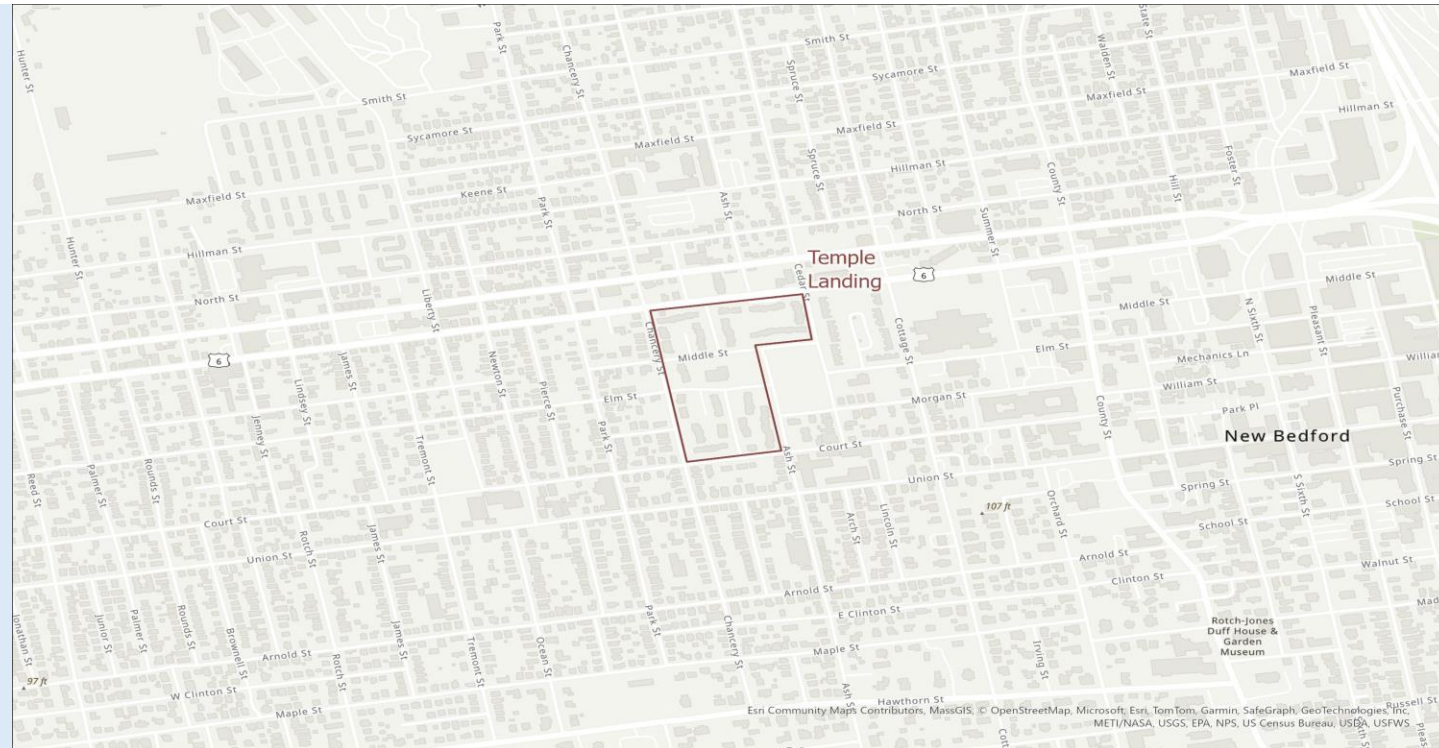 State St
Smith St
Park St
Chancery St
Hunter St
Spruce St
Walden St
Sycamore St
Maxfield St
Smith St
Maxfield St
Hillman St
Sycamore St
Maxfield St
Maxfield St
Foster St
Spruce St
Hillman St
County St
Hill St
Maxfield St
Keene St
Ash St
Park St
North St
Summer St
Hunter St
Hillman St
Temple
Landing
Cedar St
6
Middle St
North St
Liberty St
Middle St
N Sixth St
Pleasant St
Chancery St
Cottage St
6
James St
Newton St
Middle St
Elm St
Mechanics Ln
William St
Lindsey St
Pierce St
Elm St
Morgan St
Park Pl
Purchase St
Jenney St
Park St
County St
New Bedford
Tremont St
Ash St
Court St
Spring St
Reed St
Palmer St
Rounds St
Union St
Spring St
S Sixth St
107 ft
Orchard St
School St
Court St
James St
Arch St
Lincoln St
School St
Rotch St
Union St
Arnold St
Walnut St
Arnold St
Clinton St
E Clinton St
Jonathan St
Junior St
Palmer St
Rounds St
Brownell St
James St
Park St
Chancery St
Rotch-Jones
Duff House &
Garden
Museum
Arnold St
Rotch St
Tremont St
Ocean St
Maple St
Irving St
97 ft
W Clinton St
Ash St
Hawthorn St
Russell St
Maple St
Esri Community Maps Contributors, MassGIS, © OpenStreetMap, Microsoft, Esri, TomTom, Garmin, SafeGraph, GeoTechnologies, Inc,
METI/NASA, USGS, EPA, NPS, US Census Bureau, USDA, USFWS